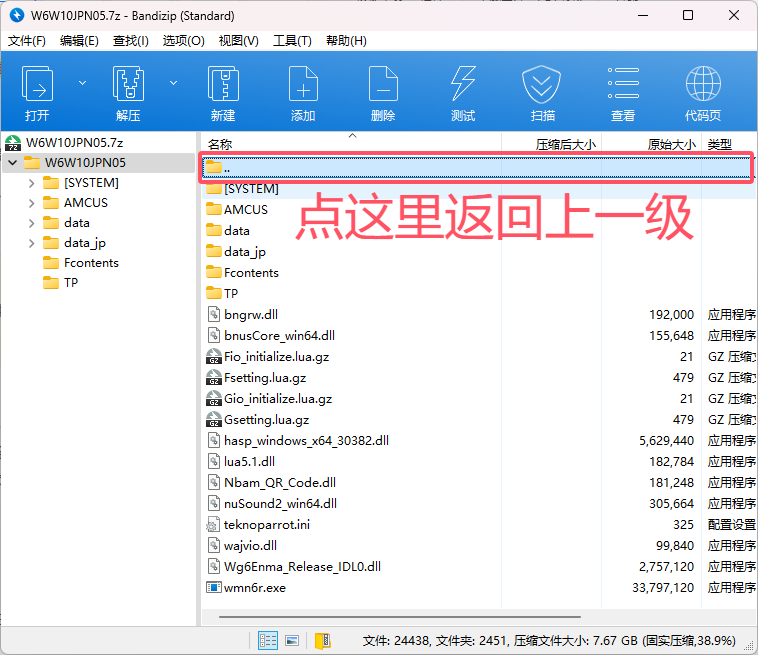 W6W10JPN05.7z - Bandizip (Standard)
文件(F) 编辑(E) 查找(I) 选项(O) 视图(V) 工具(T) 帮助(H)
打开 解压 新建 添加 删除 测试 扫描 查看 代码页
W6W10JPN05.7z
W6W10JPN05
[SYSTEM]
AMCUS
data
data_jp
Fcontents
TP
名称 压缩后大小 原始大小 类型
..
[SYSTEM]
点这里返回上一级
AMCUS
data
data_jp
Fcontents
TP
bngrw.dll 192,000 应用程序
bnusCore_win64.dll 155,648 应用程序
Fio_initialize.lua.gz 21 GZ 压缩文
Fsetting.lua.gz 479 GZ 压缩文
Gio_initialize.lua.gz 21 GZ 压缩文
Gsetting.lua.gz 479 GZ 压缩文
hasp_windows_x64_30382.dll 5,629,440 应用程序
lua5.1.dll 182,784 应用程序
Nbam_QR_Code.dll 181,248 应用程序
nuSound2_win64.dll 305,664 应用程序
teknoparrot.ini 325 配置设置
wajvio.dll 99,840 应用程序
Wg6Enma_Release_IDL0.dll 2,757,120 应用程序
wmn6r.exe 33,797,120 应用程序
文件: 24438, 文件夹: 2451, 压缩文件大小: 7.67 GB (固实压缩,38.9%)